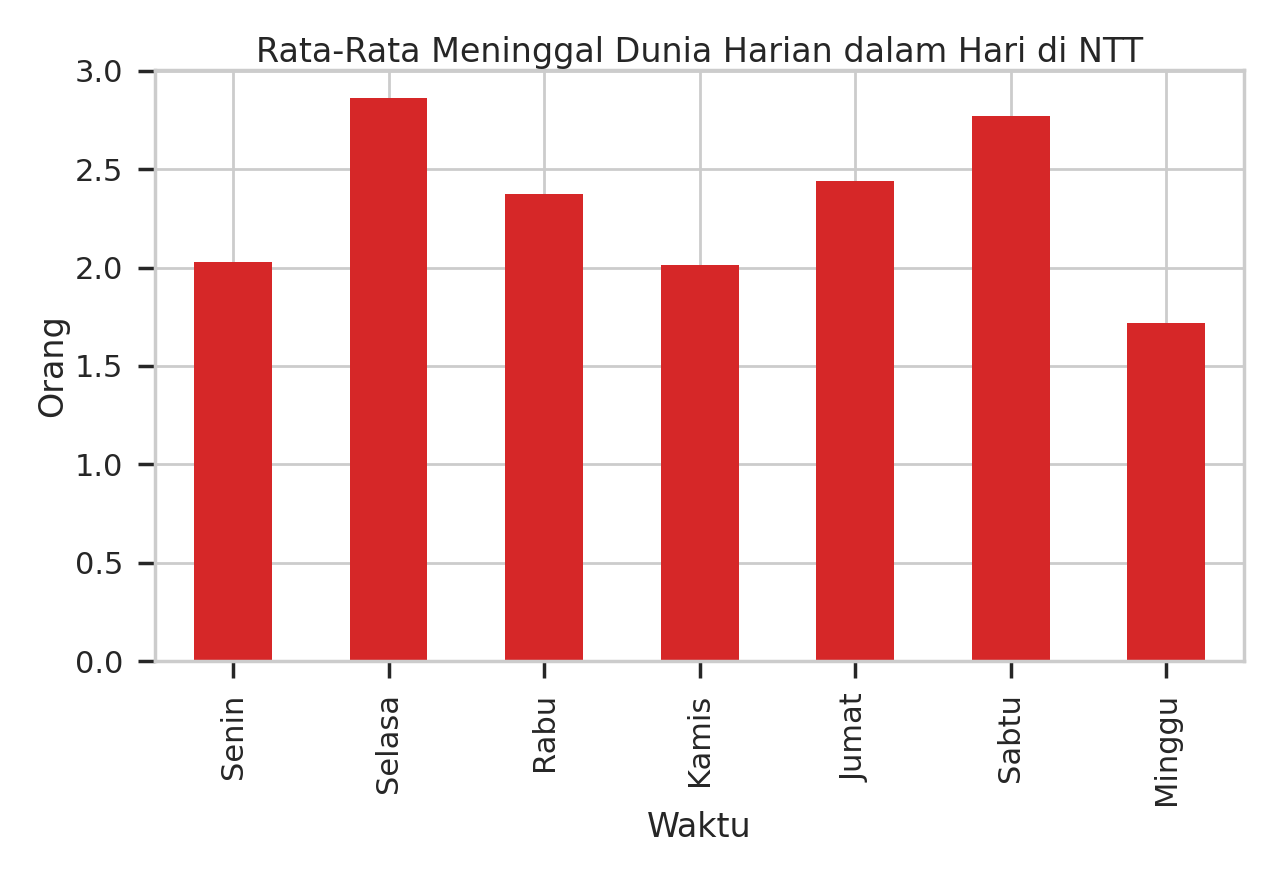 Rata-Rata Meninggal Dunia Harian dalam Hari di NTT
3.0
2.5
2.0
1.5
1.0
0.5
0.0
Orang
Senin
Selasa
Rabu
Kamis
Jumat
Sabtu
Minggu
Waktu